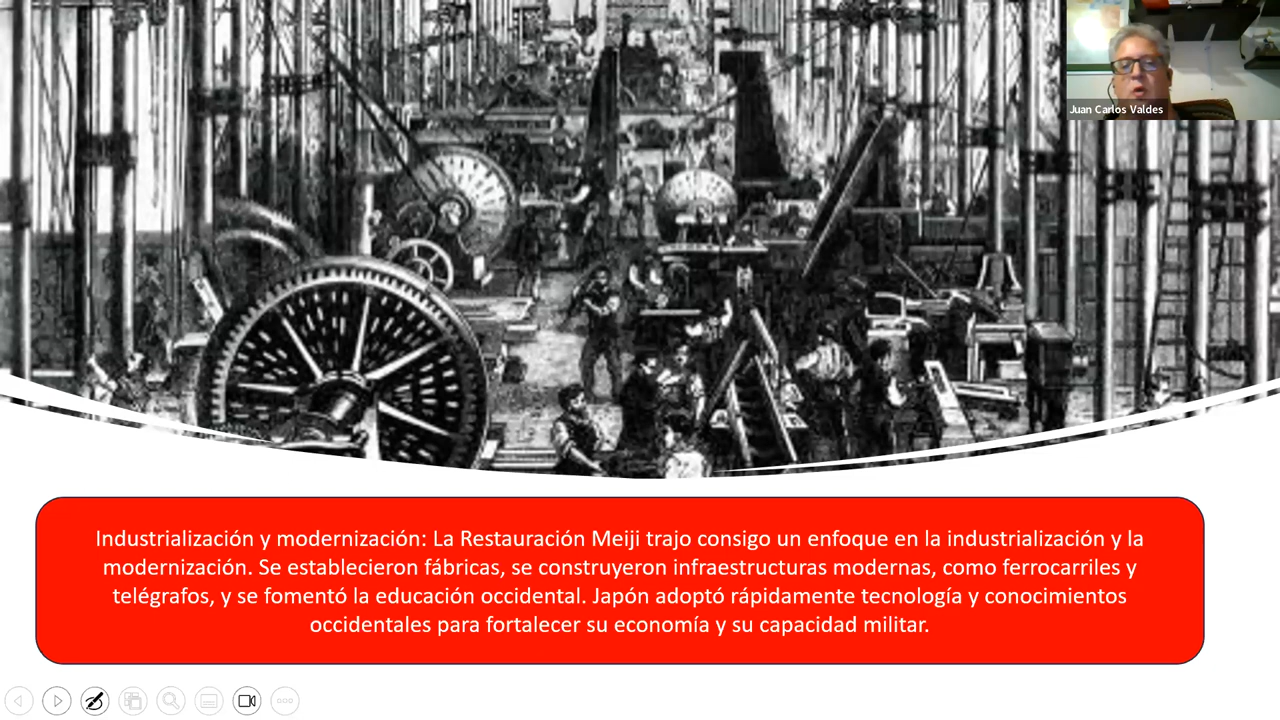 Juan Carlos Valdes
Industrialización y modernización: La Restauración Meiji trajo consigo un enfoque en la industrialización y la
modernización. Se establecieron fábricas, se construyeron infraestructuras modernas, como ferrocarriles y
telégrafos, y se fomentó la educación occidental. Japón adoptó rápidamente tecnología y conocimientos
occidentales para fortalecer su economía y su capacidad militar.